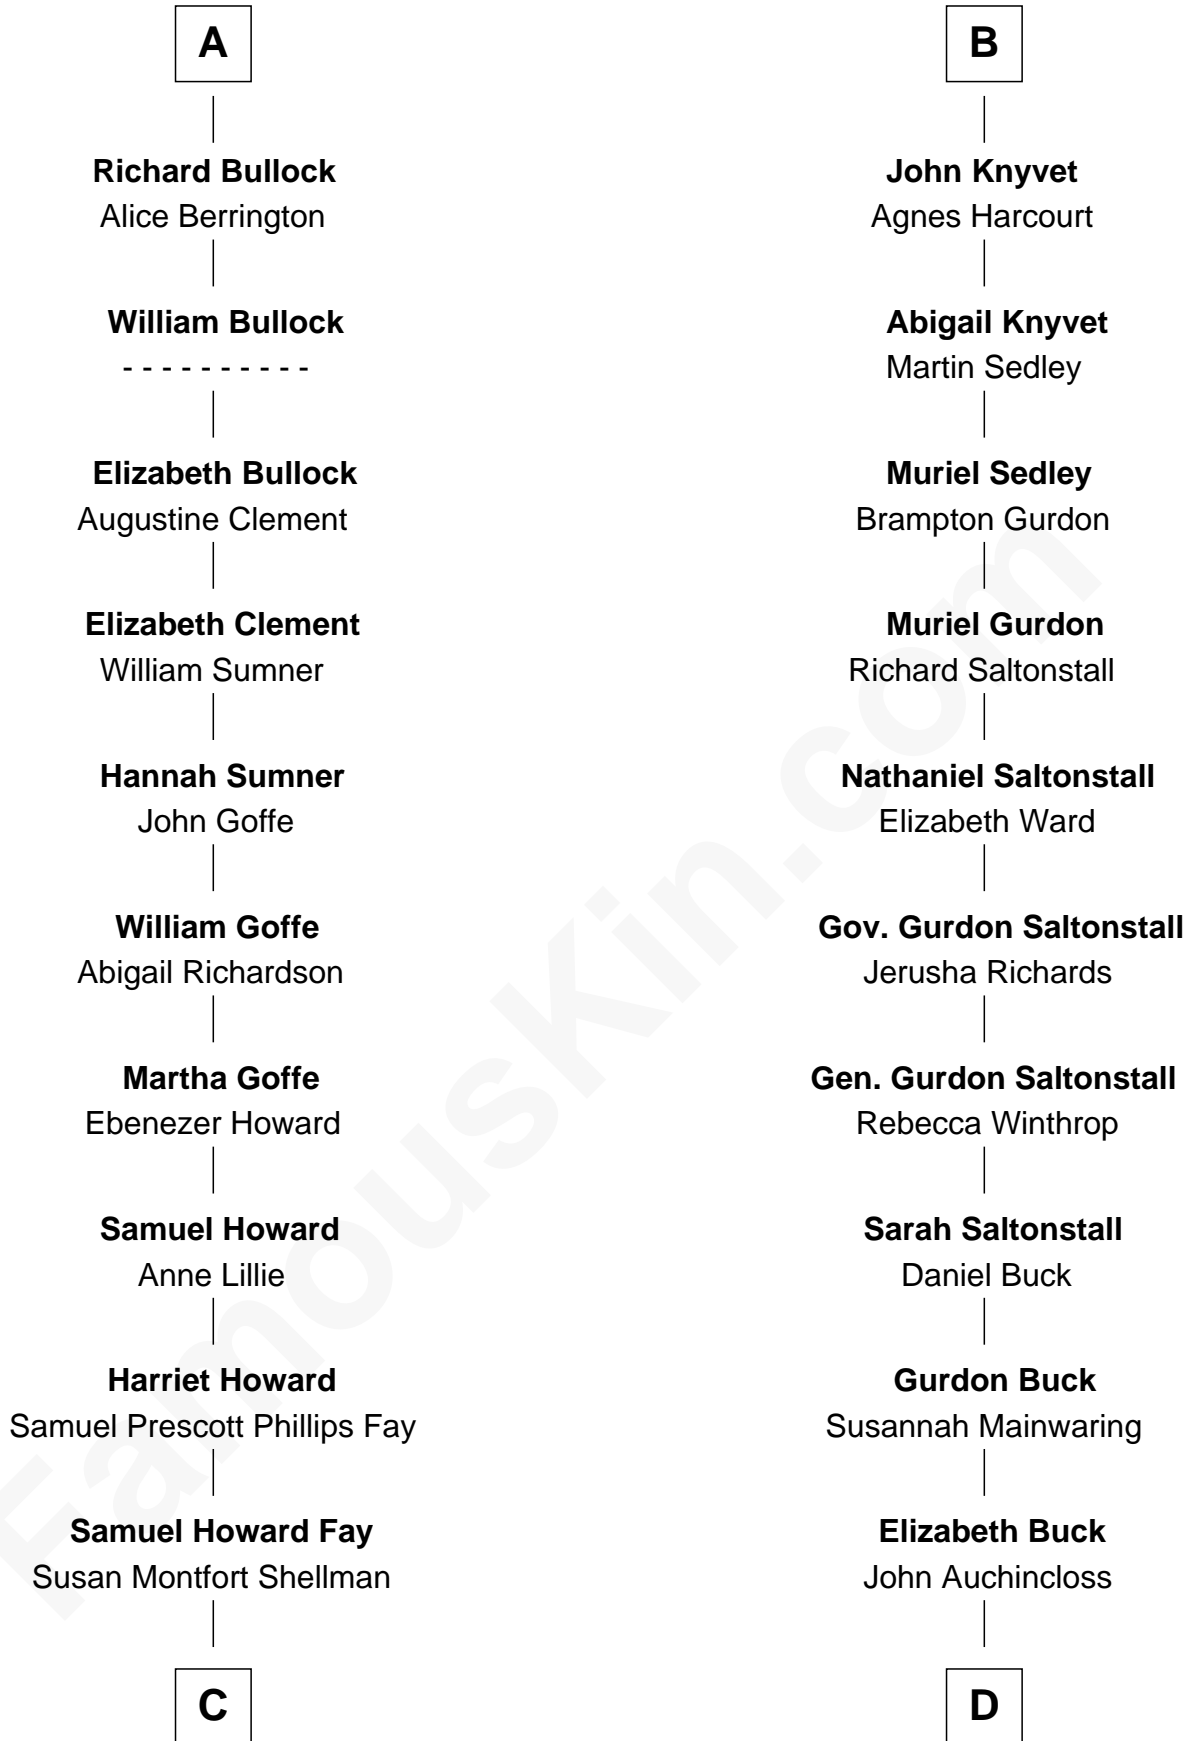 A
B
Richard Bullock
Alice Berrington
John Knyvet
Agnes Harcourt
William Bullock
- - - - - - - - - -
Abigail Knyvet
Martin Sedley
Elizabeth Bullock
Augustine Clement
Muriel Sedley
Brampton Gurdon
Elizabeth Clement
William Sumner
Muriel Gurdon
Richard Saltonstall
Hannah Sumner
John Goffe
Nathaniel Saltonstall
Elizabeth Ward
William Goffe
Abigail Richardson
Gov. Gurdon Saltonstall
Jerusha Richards
Martha Goffe
Ebenezer Howard
Gen. Gurdon Saltonstall
Rebecca Winthrop
Samuel Howard
Anne Lillie
Sarah Saltonstall
Daniel Buck
Harriet Howard
Samuel Prescott Phillips Fay
Gurdon Buck
Susannah Mainwaring
Samuel Howard Fay
Susan Montfort Shellman
Elizabeth Buck
John Auchincloss
C
D
FamousKin.com